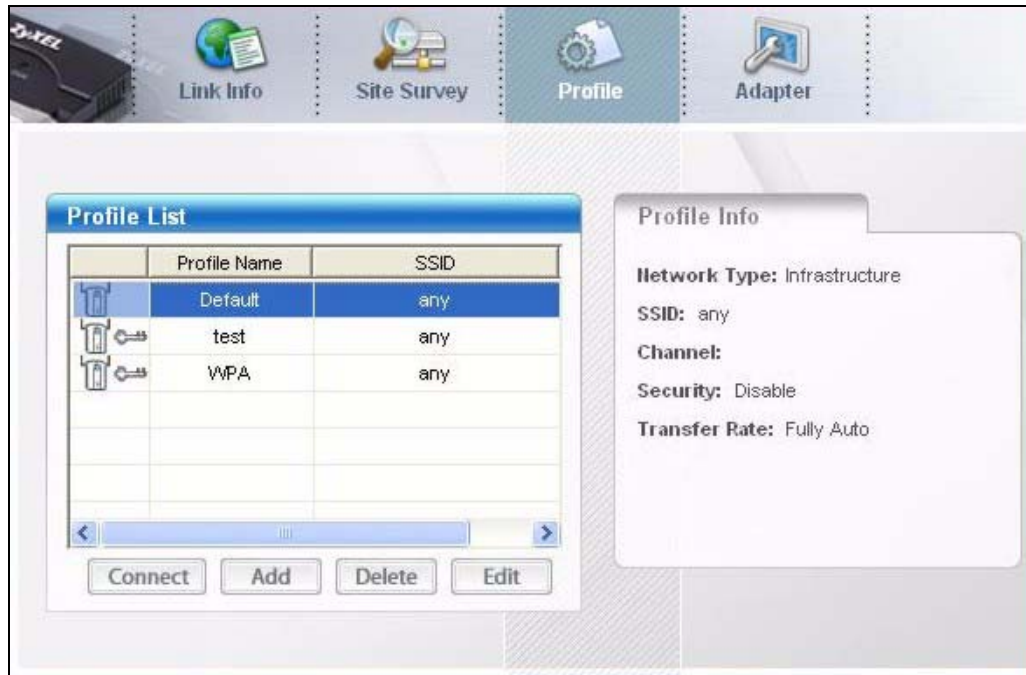 ZyXEL
Link Info
Site Survey
Profile
Adapter
Profile List
Profile Name SSID
Default any
test any
WPA any
Connect Add Delete Edit
Profile Info
Network Type: Infrastructure
SSID: any
Channel:
Security: Disable
Transfer Rate: Fully Auto